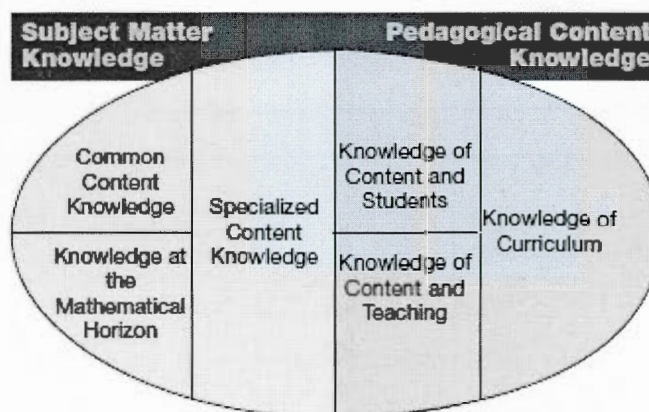 Subject Matter
Knowledge
Pedagogical Content
Knowledge
Common
Content
Knowledge
Knowledge at
the
Mathematical
Horizon
Specialized
Content
Knowledge
Knowledge of
Content and
Students
Knowledge of
Content and
Teaching
Knowledge of
Curriculum